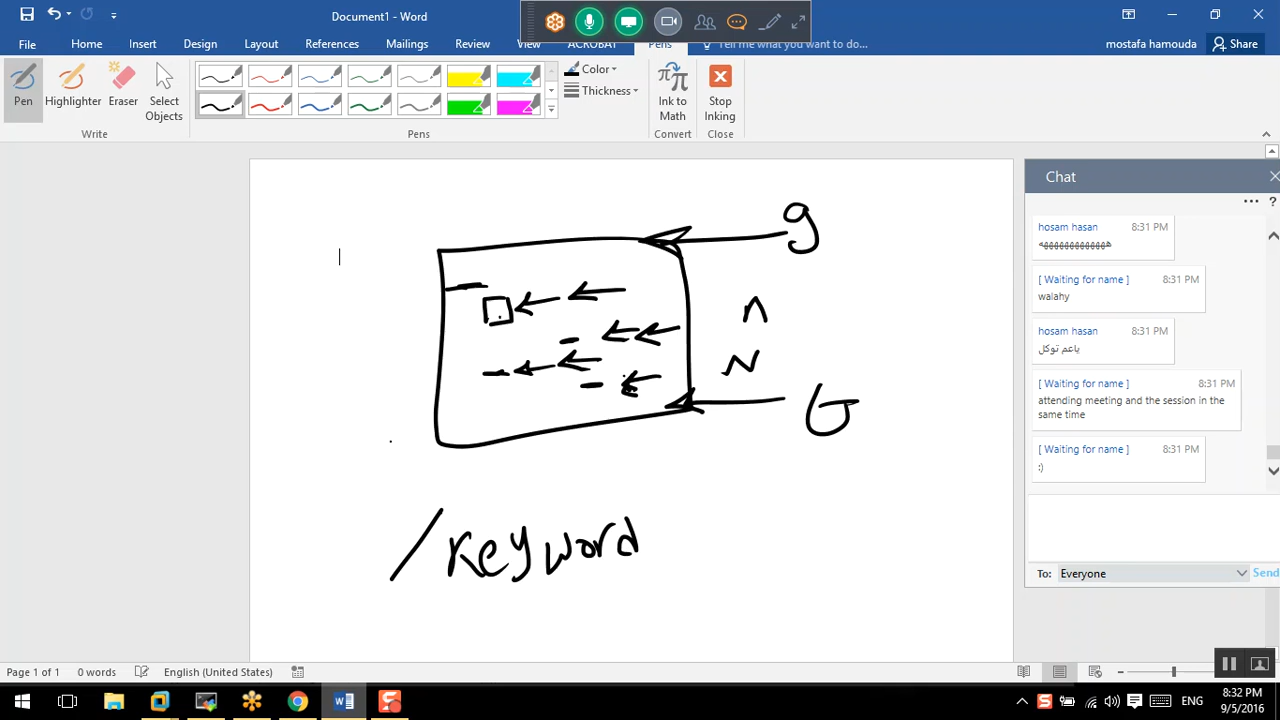 Document1 - Word
File
Home
Insert
Design
Layout
References
Mailings
Review
View
ACROBAT
Pens
Tell me what you want to do...
mostafa hamouda
Share
Pen
Highlighter
Eraser
Select Objects
Color
Thickness
Ink to Math
Stop Inking
Write
Pens
Convert
Close
g
n
N
G
/Keyword
Chat
hosam hasan 8:31 PM
[ Waiting for name ] 8:31 PM
walahy
hosam hasan 8:31 PM
ياعم توكل
[ Waiting for name ] 8:31 PM
attending meeting and the session in the
same time
[ Waiting for name ] 8:31 PM
:)
To: Everyone
Send
Page 1 of 1
0 words
English (United States)
ENG
8:32 PM
9/5/2016